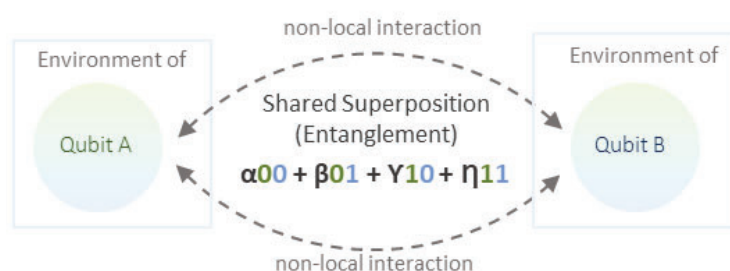 non-local interaction
Environment of
Environment of
Shared Superposition
(Entanglement)
Qubit A
Qubit B
α00 + β01 + Υ10 + η11
non-local interaction